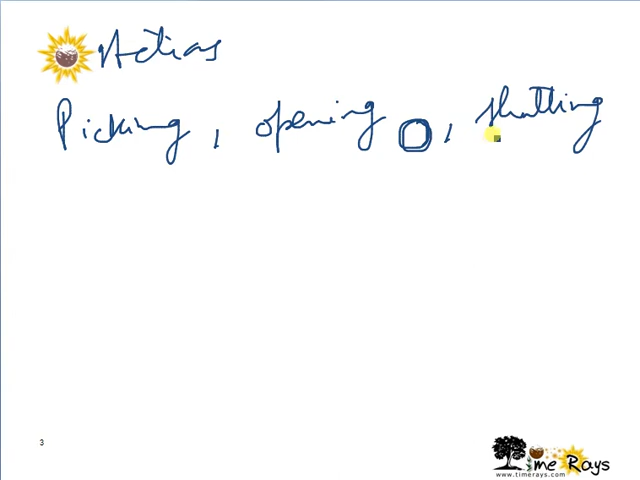 Actions
Picking, opening, shutting
3
Time Rays
www.timerays.com